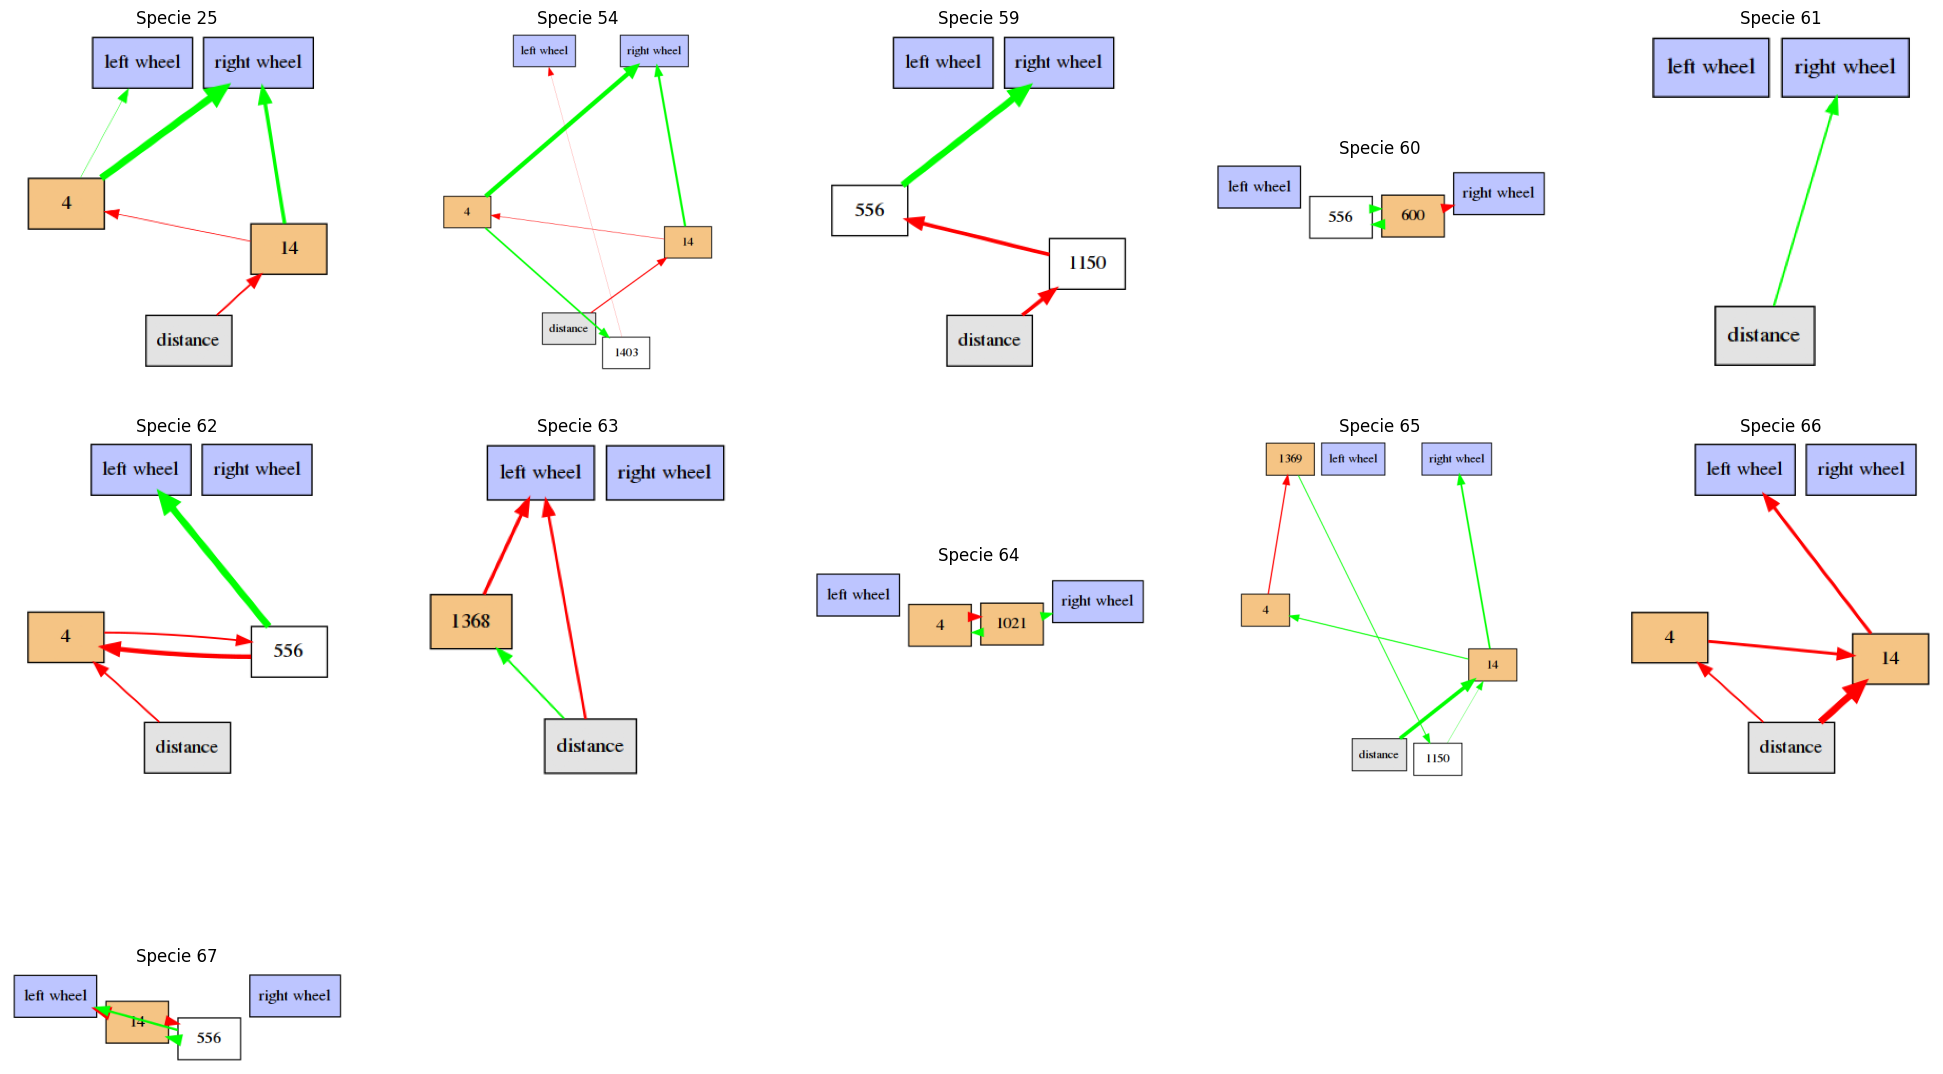 Specie 25
left wheel
right wheel
4
14
distance
Specie 54
left wheel
right wheel
4
14
distance
1403
Specie 59
left wheel
right wheel
556
1150
distance
Specie 60
left wheel
right wheel
556
600
Specie 61
left wheel
right wheel
distance
Specie 62
left wheel
right wheel
4
556
distance
Specie 63
left wheel
right wheel
1368
distance
Specie 64
left wheel
right wheel
4
1021
Specie 65
1369
left wheel
right wheel
4
14
distance
1150
Specie 66
left wheel
right wheel
4
14
distance
Specie 67
left wheel
right wheel
14
556